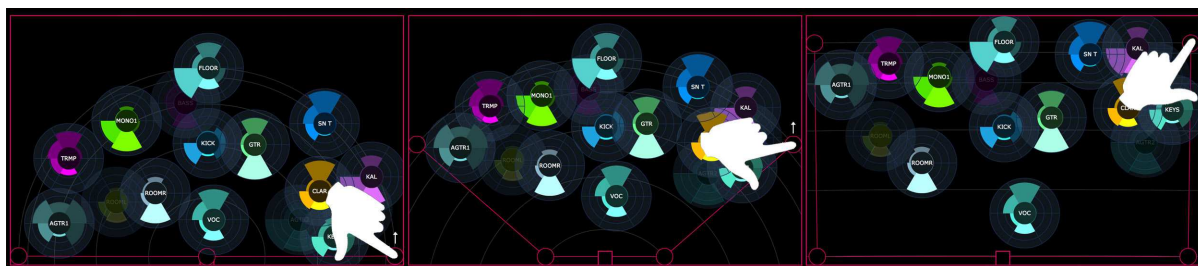 FLOOR
BASS
MONO1
SN T
KICK
GTR
TRMP
KAL
CLAR
ROOMR
VOC
AGTR1
FLOOR
SN T
MONO1
TRMP
KAL
KICK
GTR
AGTR1
ROOMR
VOC
FLOOR
SN T
KAL
TRMP
MONO1
AGTR1
KEYS
GTR
KICK
ROOMR
VOC